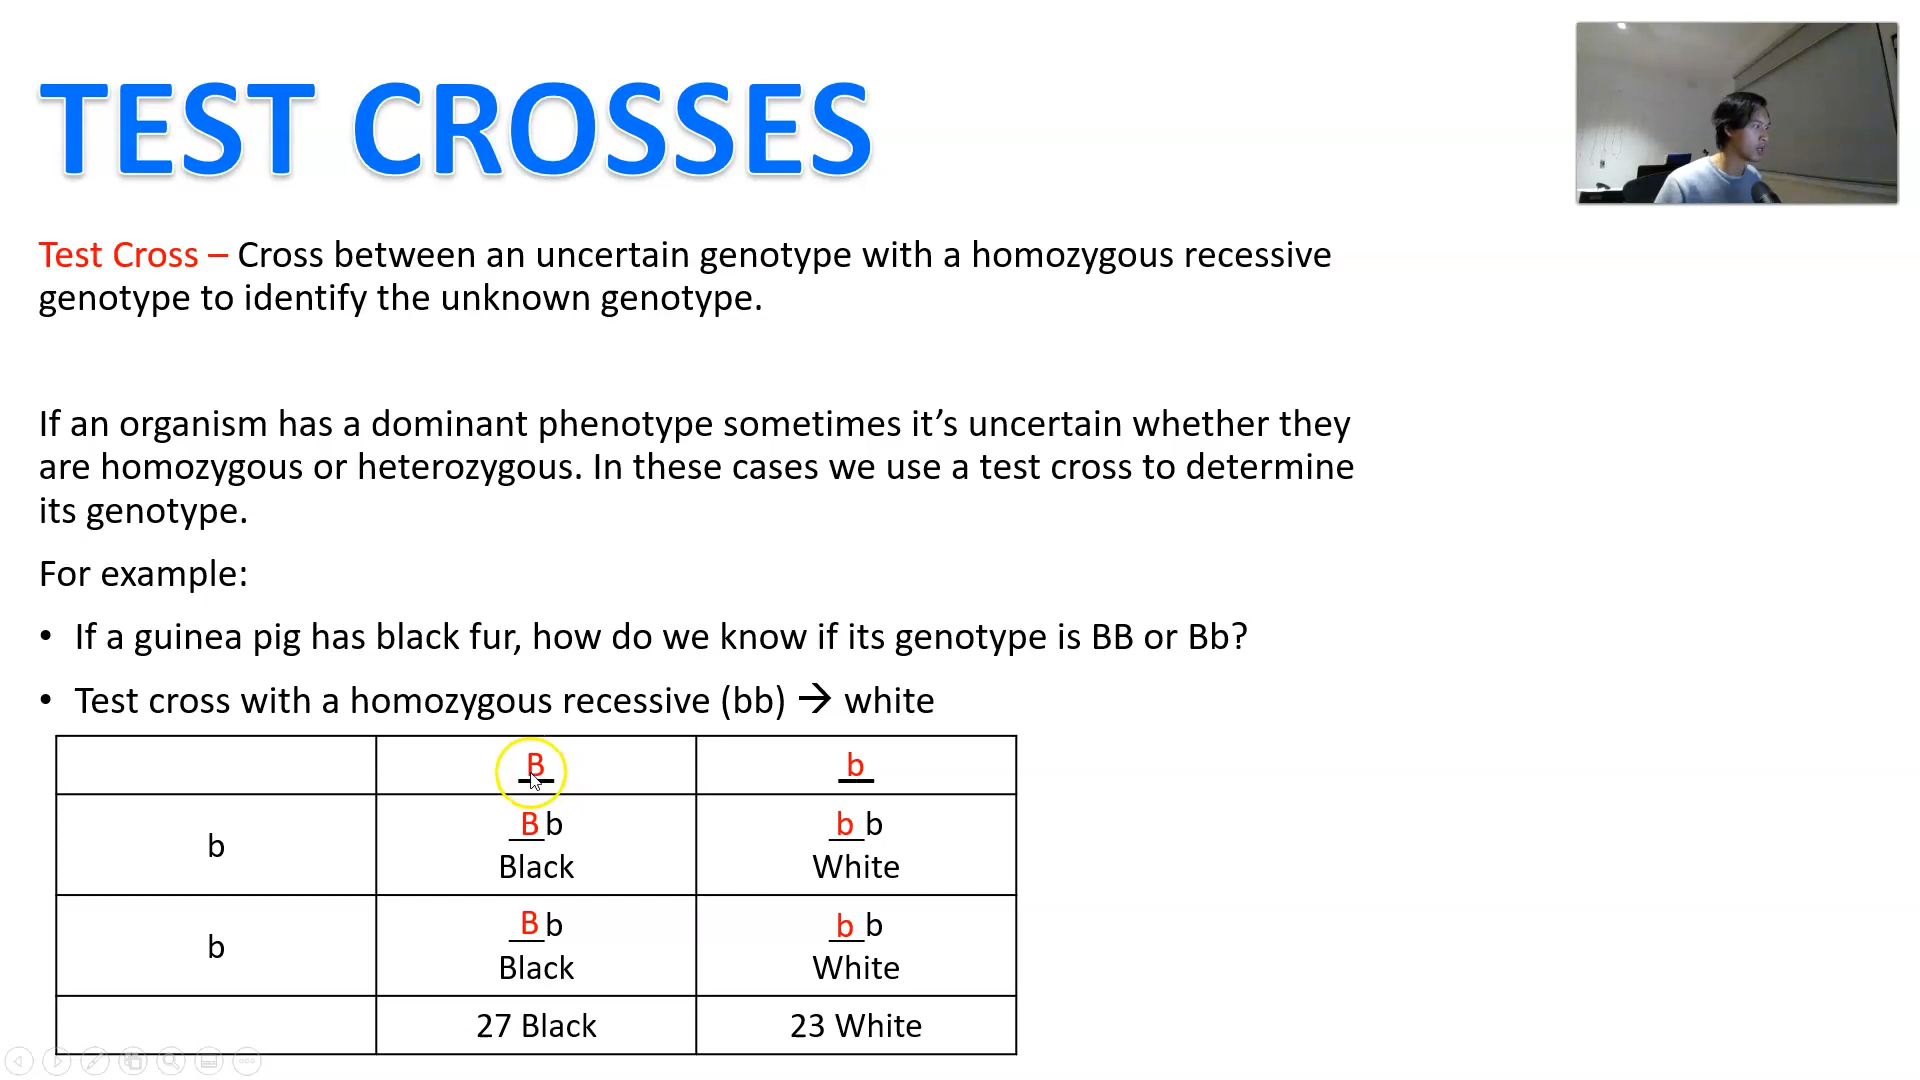 TEST CROSSES
Test Cross – Cross between an uncertain genotype with a homozygous recessive
genotype to identify the unknown genotype.
If an organism has a dominant phenotype sometimes it’s uncertain whether they
are homozygous or heterozygous. In these cases we use a test cross to determine
its genotype.
For example:
• If a guinea pig has black fur, how do we know if its genotype is BB or Bb?
• Test cross with a homozygous recessive (bb) → white
B b
b Bb bb
Black White
b Bb bb
Black White
27 Black 23 White